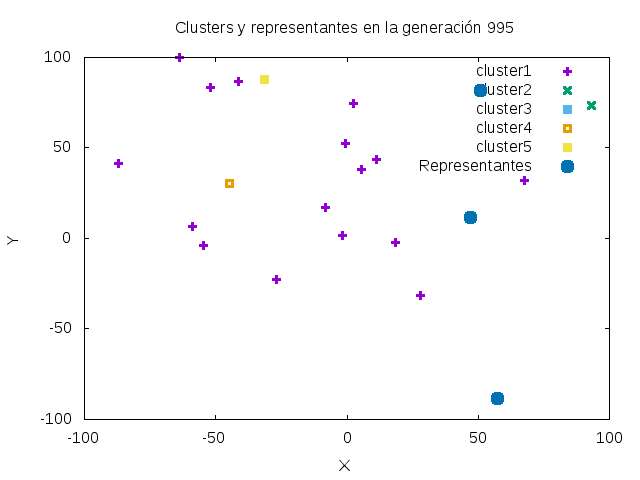 Clusters y representantes en la generación 995
100
50
0
-50
-100
-100
-50
0
50
100
Y
X
cluster1
cluster2
cluster3
cluster4
cluster5
Representantes